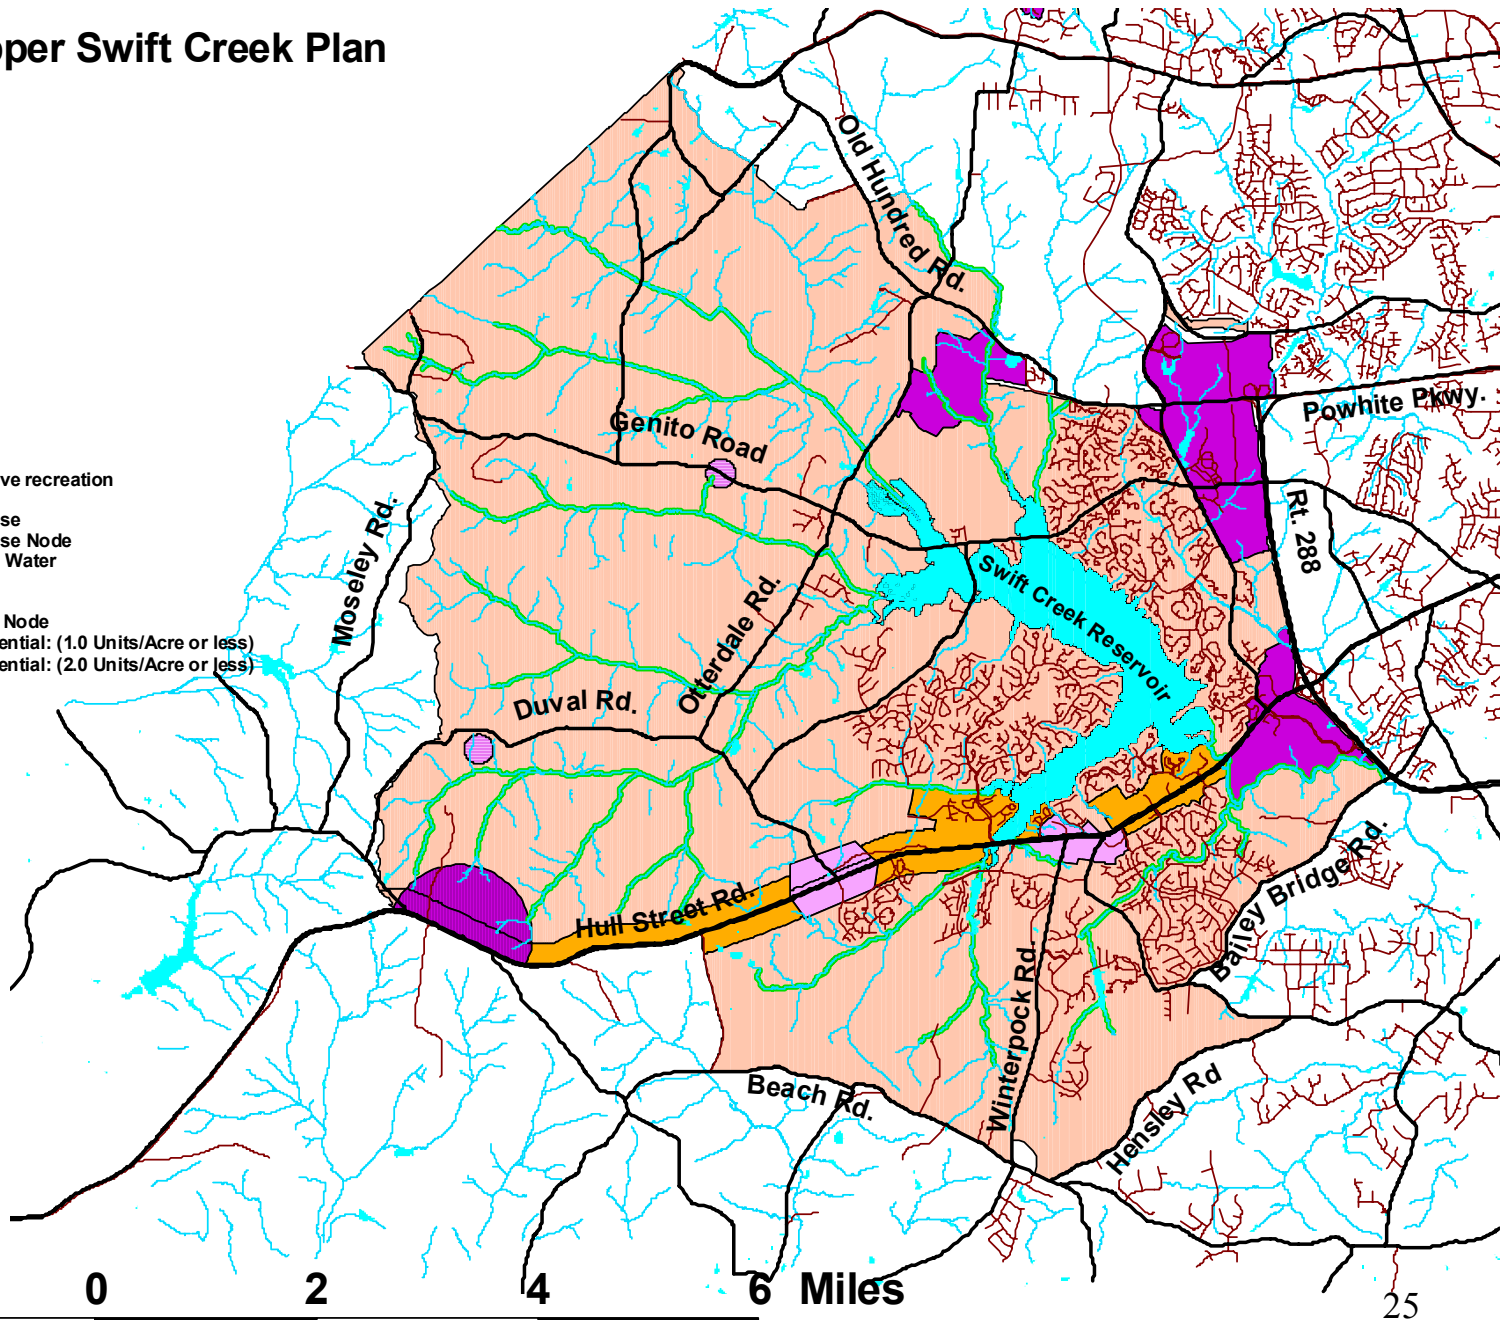 pper Swift Creek Plan
Old Hundred Rd.
Powhite Pkwy.
Genito Road
ve recreation
se
se Node
Water
Node
ential: (1.0 Units/Acre or less)
ential: (2.0 Units/Acre or less)
Moseley Rd.
Rt. 288
Swift Creek Reservoir
Otterdale Rd.
Duval Rd.
Hull Street Rd.
Bailey Bridge Rd.
Winterpock Rd.
Beach Rd.
Hensley Rd
0 2 4 6 Miles
25